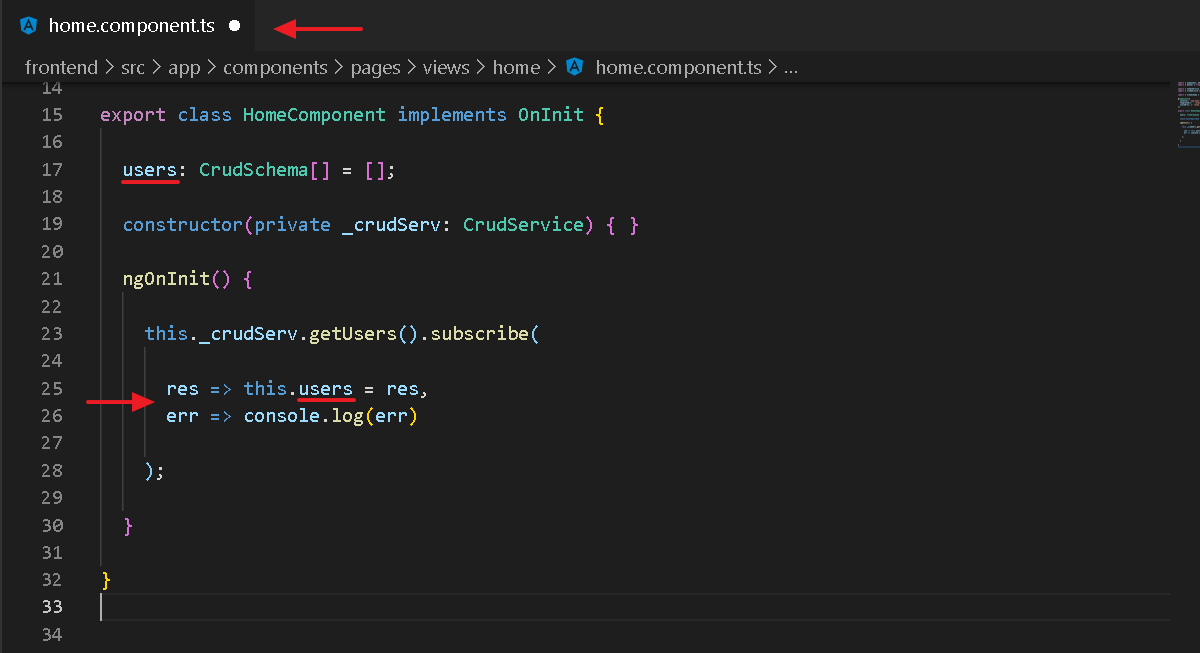 home.component.ts
frontend > src > app > components > pages > views > home > home.component.ts > ...
14
15 export class HomeComponent implements OnInit {
16
17 users: CrudSchema[] = [];
18
19 constructor(private _crudServ: CrudService) { }
20
21 ngOnInit() {
22
23 this._crudServ.getUsers().subscribe(
24
25 res => this.users = res,
26 err => console.log(err)
27
28 );
29
30 }
31
32 }
33
34